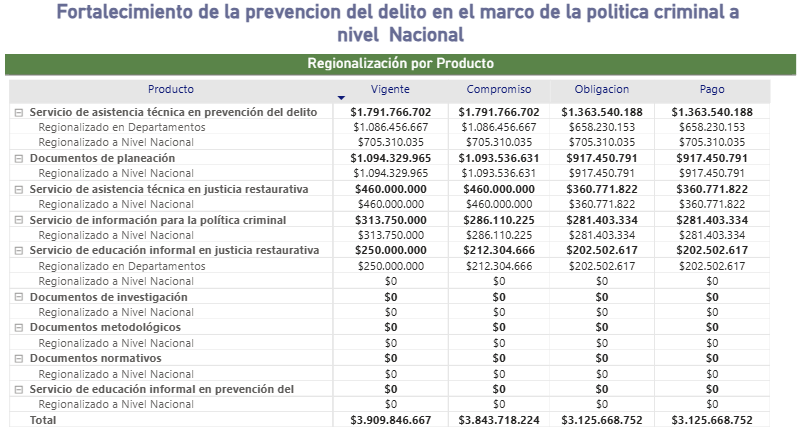 Fortalecimiento de la prevencion del delito en el marco de la politica criminal a
nivel Nacional
Regionalización por Producto
Producto Vigente Compromiso Obligacion Pago
Servicio de asistencia técnica en prevención del delito $1.791.766.702 $1.791.766.702 $1.363.540.188 $1.363.540.188
Regionalizado en Departamentos $1.086.456.667 $1.086.456.667 $658.230.153 $658.230.153
Regionalizado a Nivel Nacional $705.310.035 $705.310.035 $705.310.035 $705.310.035
Documentos de planeación $1.094.329.965 $1.093.536.631 $917.450.791 $917.450.791
Regionalizado a Nivel Nacional $1.094.329.965 $1.093.536.631 $917.450.791 $917.450.791
Servicio de asistencia técnica en justicia restaurativa $460.000.000 $460.000.000 $360.771.822 $360.771.822
Regionalizado a Nivel Nacional $460.000.000 $460.000.000 $360.771.822 $360.771.822
Servicio de información para la política criminal $313.750.000 $286.110.225 $281.403.334 $281.403.334
Regionalizado a Nivel Nacional $313.750.000 $286.110.225 $281.403.334 $281.403.334
Servicio de educación informal en justicia restaurativa $250.000.000 $212.304.666 $202.502.617 $202.502.617
Regionalizado en Departamentos $250.000.000 $212.304.666 $202.502.617 $202.502.617
Regionalizado a Nivel Nacional $0 $0 $0 $0
Documentos de investigación $0 $0 $0 $0
Regionalizado a Nivel Nacional $0 $0 $0 $0
Documentos metodológicos $0 $0 $0 $0
Regionalizado a Nivel Nacional $0 $0 $0 $0
Documentos normativos $0 $0 $0 $0
Regionalizado a Nivel Nacional $0 $0 $0 $0
Servicio de educación informal en prevención del $0 $0 $0 $0
Regionalizado a Nivel Nacional $0 $0 $0 $0
Total $3.909.846.667 $3.843.718.224 $3.125.668.752 $3.125.668.752